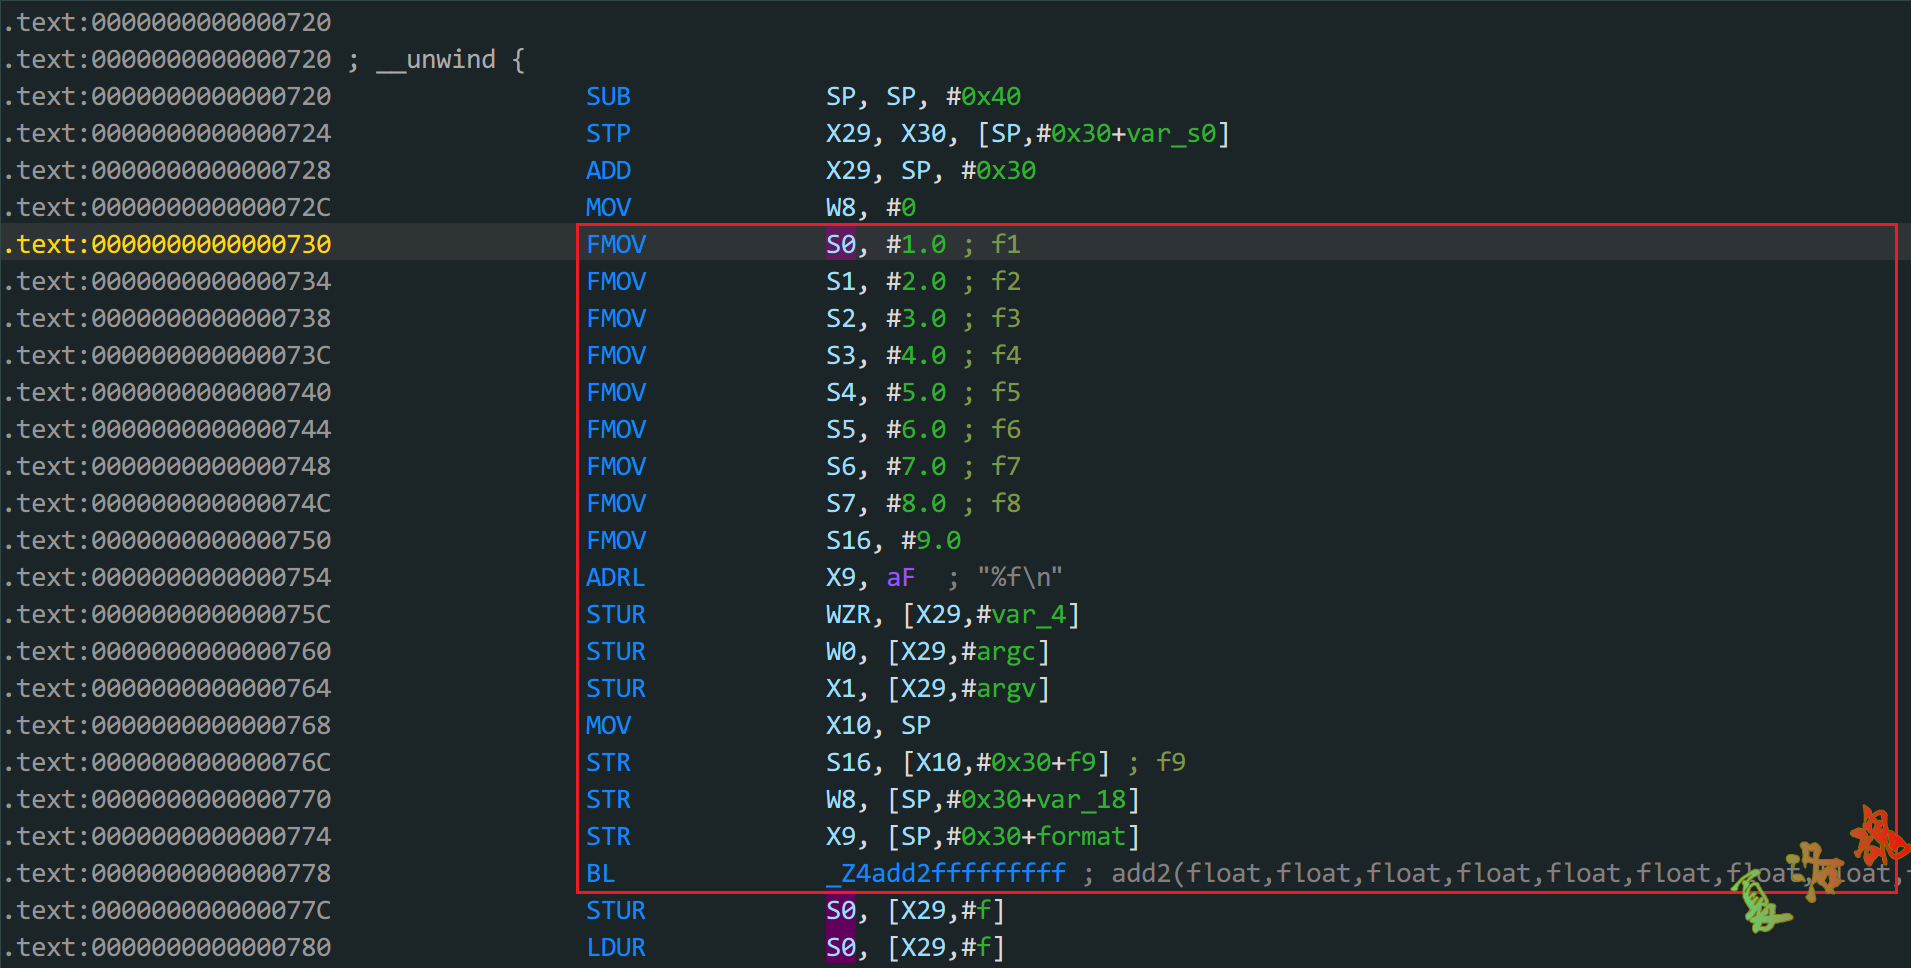 .text:0000000000000720
.text:0000000000000720 ; __unwind {
.text:0000000000000720 SUB SP, SP, #0x40
.text:0000000000000724 STP X29, X30, [SP,#0x30+var_s0]
.text:0000000000000728 ADD X29, SP, #0x30
.text:000000000000072C MOV W8, #0
.text:0000000000000730 FMOV S0, #1.0 ; f1
.text:0000000000000734 FMOV S1, #2.0 ; f2
.text:0000000000000738 FMOV S2, #3.0 ; f3
.text:000000000000073C FMOV S3, #4.0 ; f4
.text:0000000000000740 FMOV S4, #5.0 ; f5
.text:0000000000000744 FMOV S5, #6.0 ; f6
.text:0000000000000748 FMOV S6, #7.0 ; f7
.text:000000000000074C FMOV S7, #8.0 ; f8
.text:0000000000000750 FMOV S16, #9.0
.text:0000000000000754 ADRL X9, aF ; "%f\n"
.text:000000000000075C STUR WZR, [X29,#var_4]
.text:0000000000000760 STUR W0, [X29,#argc]
.text:0000000000000764 STUR X1, [X29,#argv]
.text:0000000000000768 MOV X10, SP
.text:000000000000076C STR S16, [X10,#0x30+f9] ; f9
.text:0000000000000770 STR W8, [SP,#0x30+var_18]
.text:0000000000000774 STR X9, [SP,#0x30+format]
.text:0000000000000778 BL _Z4add2fffffffff ; add2(float,float,float,float,float,float,float,float,
.text:000000000000077C STUR S0, [X29,#f]
.text:0000000000000780 LDUR S0, [X29,#f]